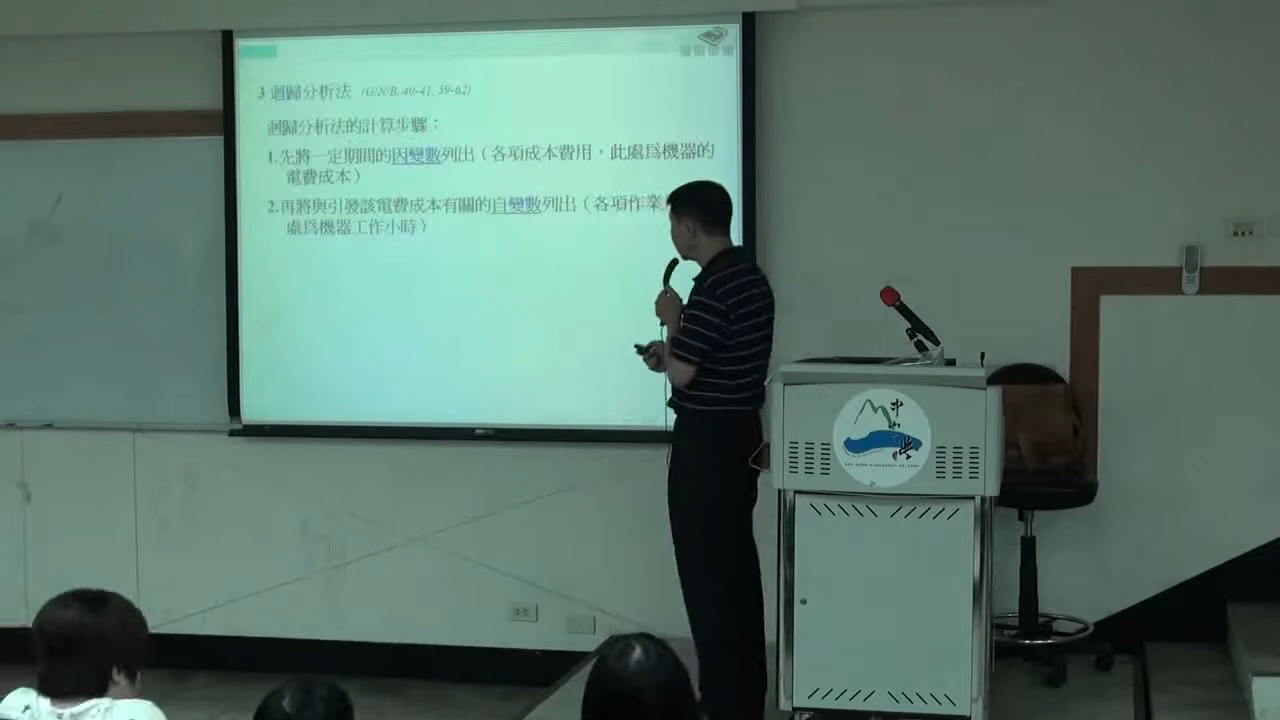 3 迴歸分析法 (G/N/B, 40-41, 59-62)
迴歸分析法的計算步驟：
1.先將一定期間的因變數列出（各項成本費用，此處爲機器的
電費成本）
2.再將與引發該電費成本有關的自變數列出（各項作業
處爲機器工作小時）
中
興